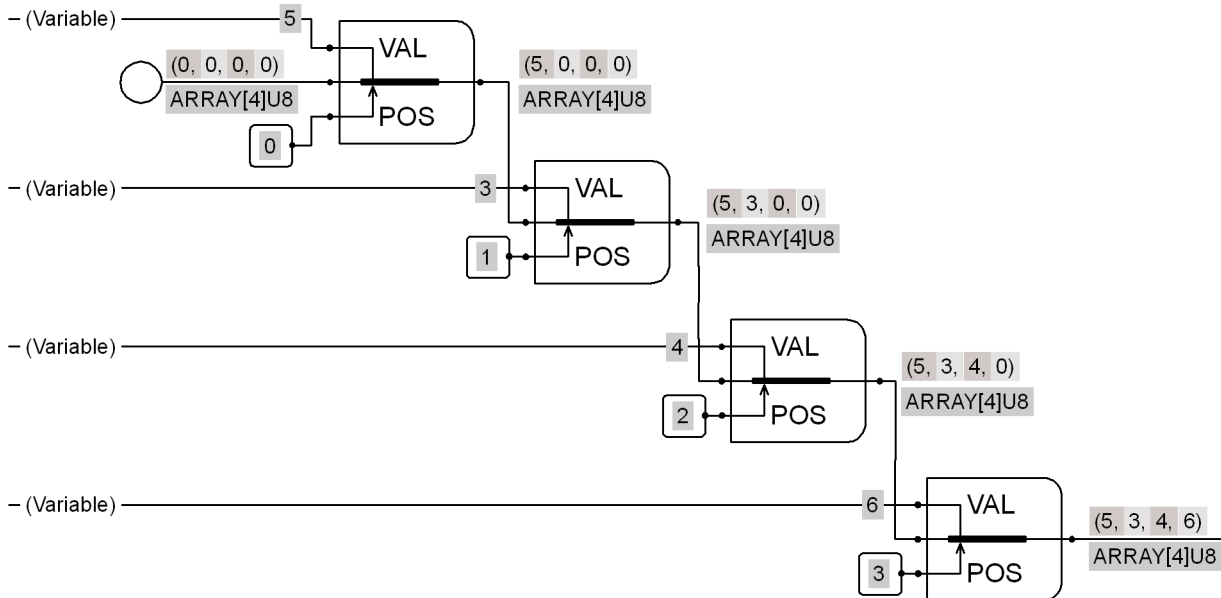 – (Variable) 5
VAL
(0, 0, 0, 0) (5, 0, 0, 0)
ARRAY[4]U8 ARRAY[4]U8
POS
0
– (Variable) 3 VAL
(5, 3, 0, 0)
ARRAY[4]U8
1 POS
– (Variable) 4 VAL
(5, 3, 4, 0)
ARRAY[4]U8
2 POS
– (Variable) 6 VAL
(5, 3, 4, 6)
ARRAY[4]U8
3 POS